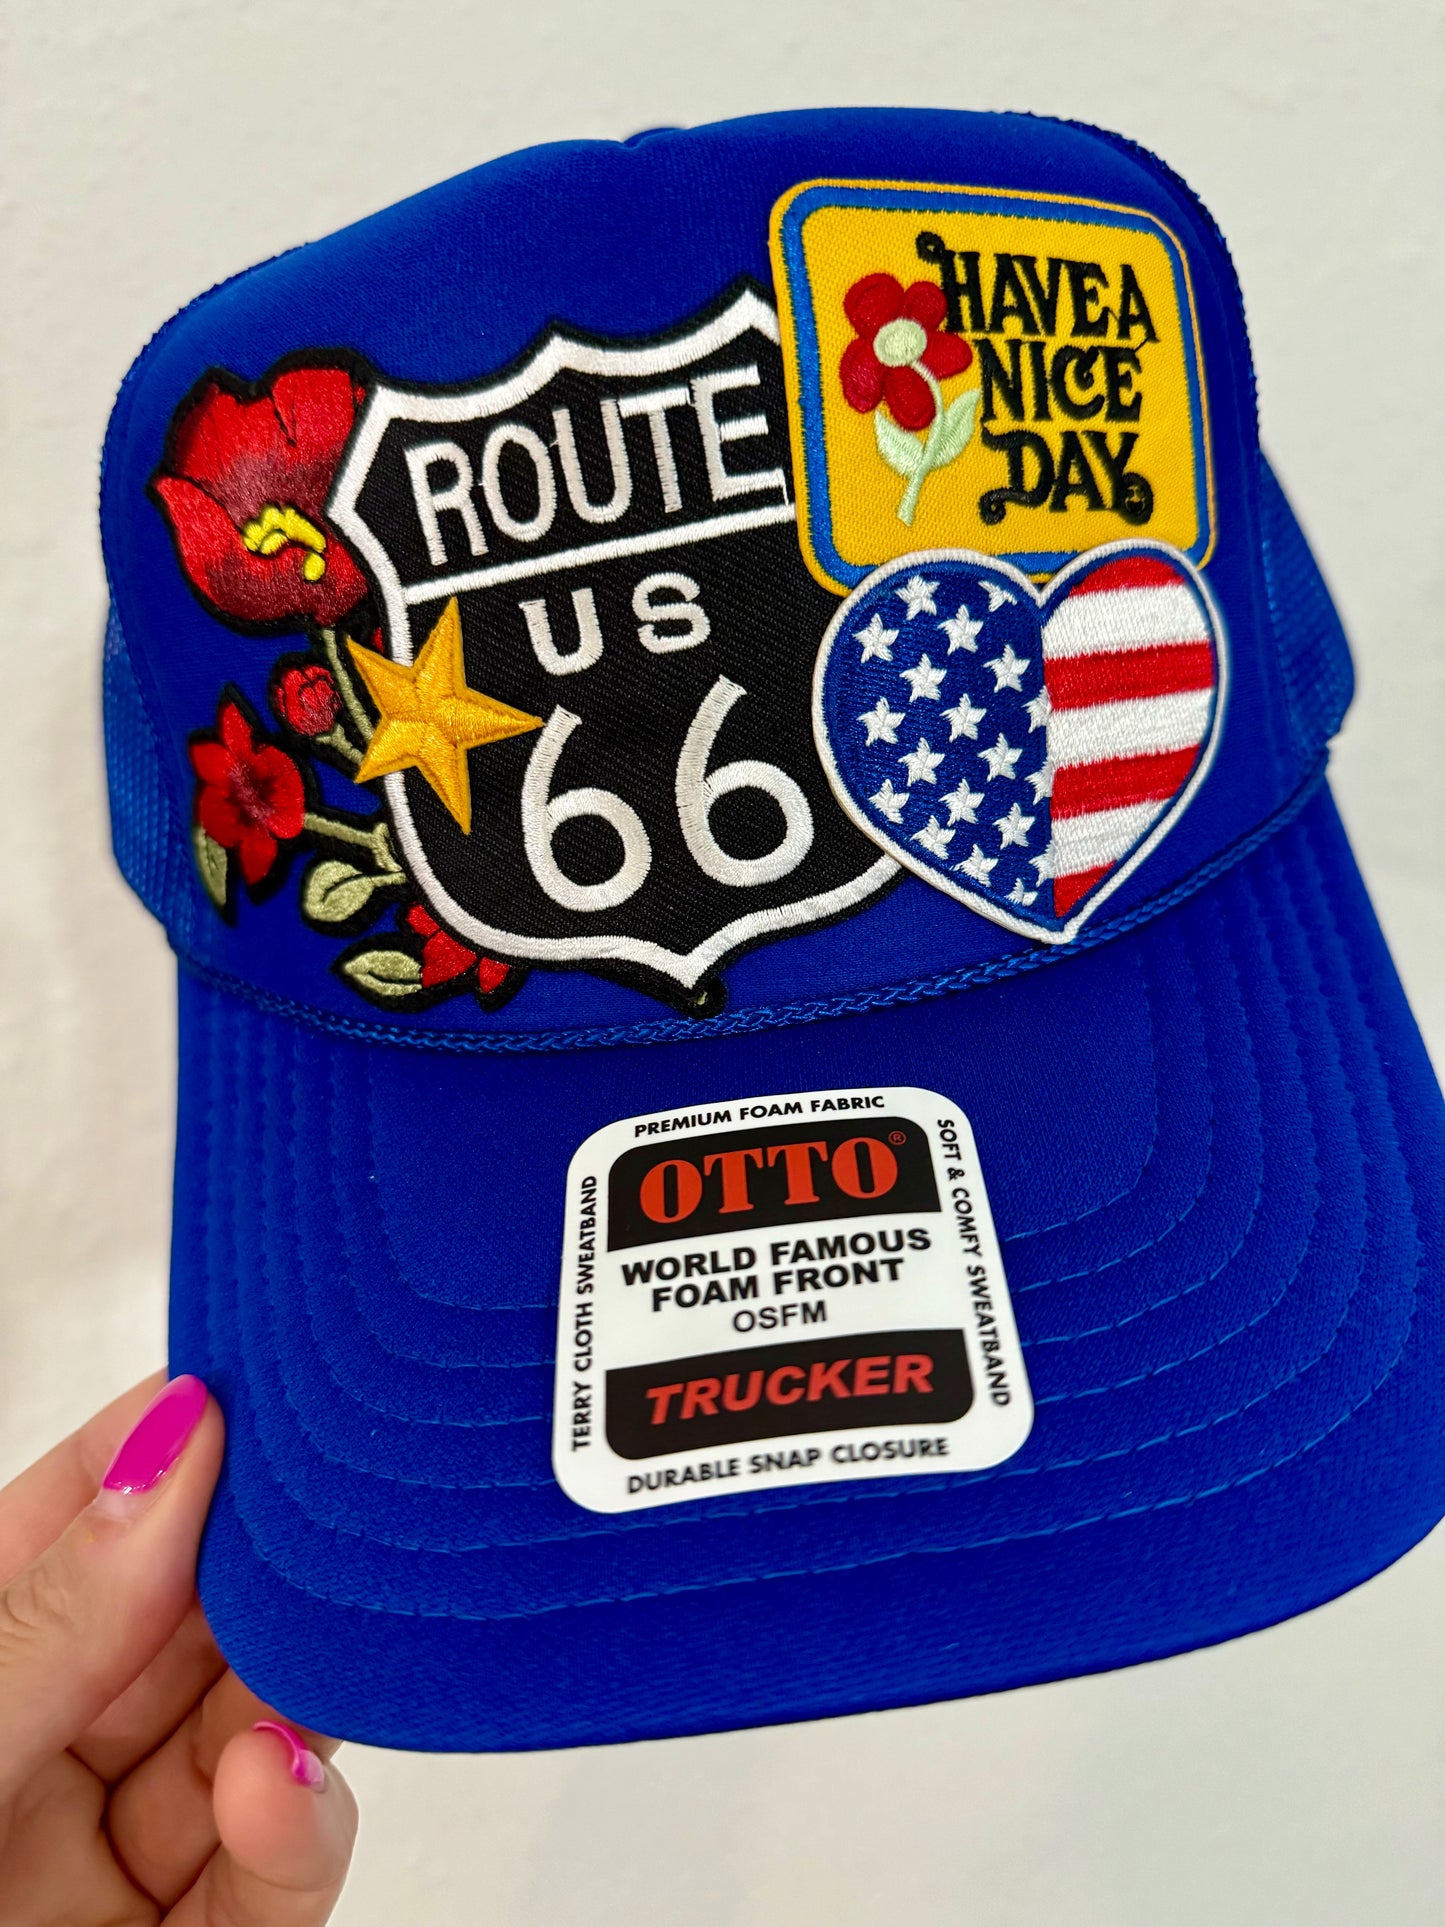 ROUTE
US
66
HAVE A
NICE
DAY
PREMIUM FOAM FABRIC
OTTO®
WORLD FAMOUS
FOAM FRONT
OSFM
TRUCKER
DURABLE SNAP CLOSURE
TERRY CLOTH SWEATBAND
SOFT & COMFY SWEATBAND